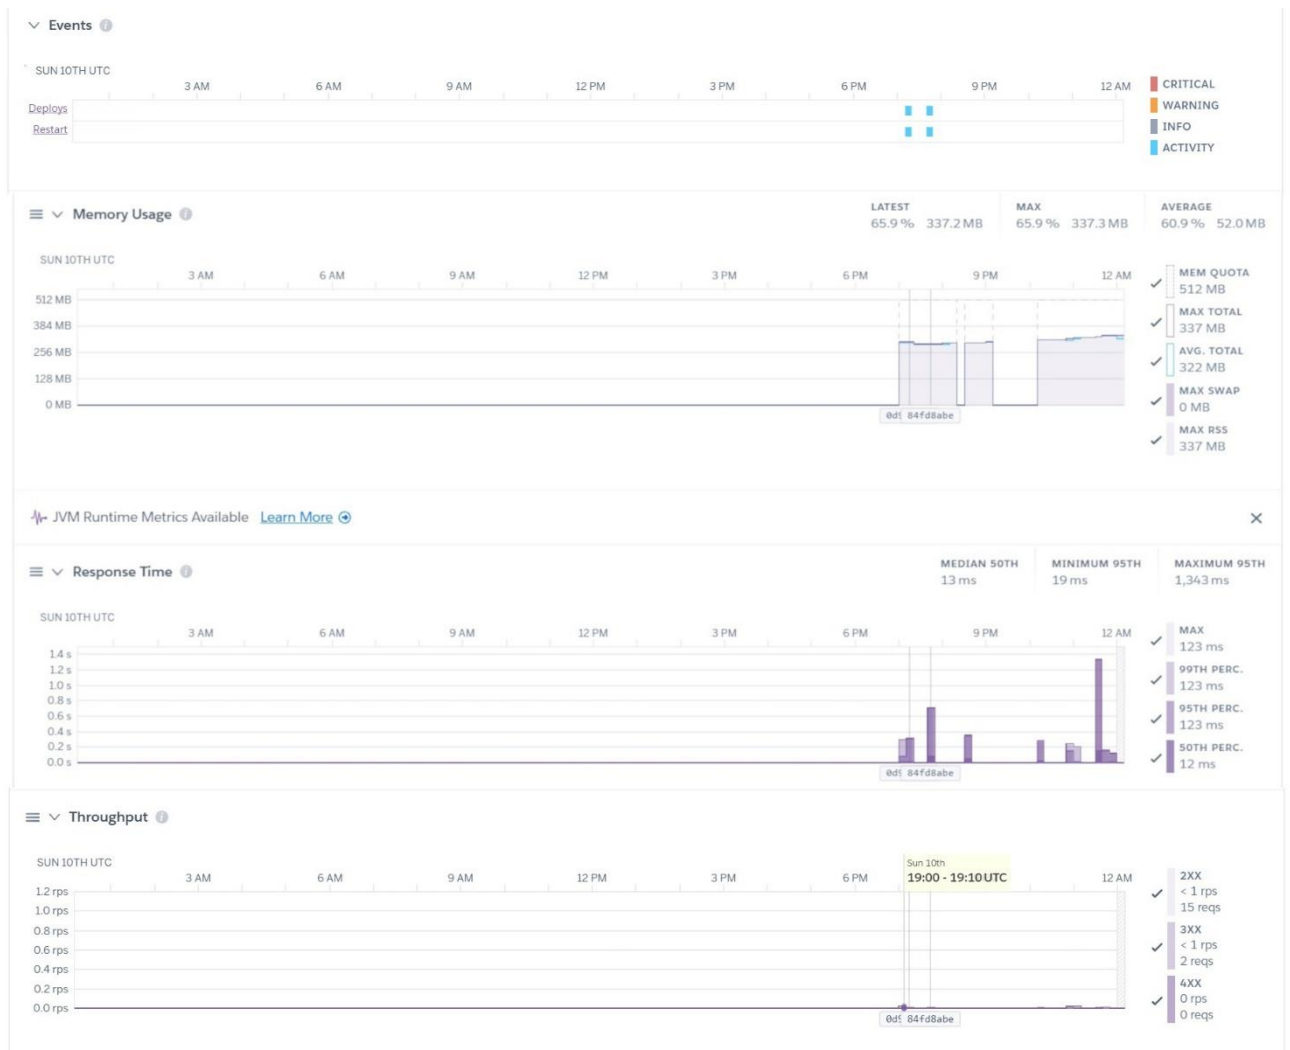 Events
SUN 10TH UTC
3 AM 6 AM 9 AM 12 PM 3 PM 6 PM 9 PM 12 AM
Deploys
Restart
CRITICAL
WARNING
INFO
ACTIVITY
Memory Usage
LATEST
65.9 % 337.2 MB
MAX
65.9 % 337.3 MB
AVERAGE
60.9 % 52.0 MB
SUN 10TH UTC
3 AM 6 AM 9 AM 12 PM 3 PM 6 PM 9 PM 12 AM
512 MB
384 MB
256 MB
128 MB
0 MB
84fd8abe
MEM QUOTA
512 MB
MAX TOTAL
337 MB
AVG. TOTAL
322 MB
MAX SWAP
0 MB
MAX RSS
337 MB
JVM Runtime Metrics Available Learn More
Response Time
MEDIAN 50TH
13 ms
MINIMUM 95TH
19 ms
MAXIMUM 95TH
1,343 ms
SUN 10TH UTC
3 AM 6 AM 9 AM 12 PM 3 PM 6 PM 9 PM 12 AM
1.4 s
1.2 s
1.0 s
0.8 s
0.6 s
0.4 s
0.2 s
0.0 s
84fd8abe
MAX
123 ms
99TH PERC.
123 ms
95TH PERC.
123 ms
50TH PERC.
12 ms
Throughput
SUN 10TH UTC
Sun 10th
19:00 - 19:10 UTC
3 AM 6 AM 9 AM 12 PM 3 PM 6 PM 12 AM
1.2 rps
1.0 rps
0.8 rps
0.6 rps
0.4 rps
0.2 rps
0.0 rps
84fd8abe
2XX
< 1 rps
15 reqs
3XX
< 1 rps
2 reqs
4XX
0 rps
0 reqs